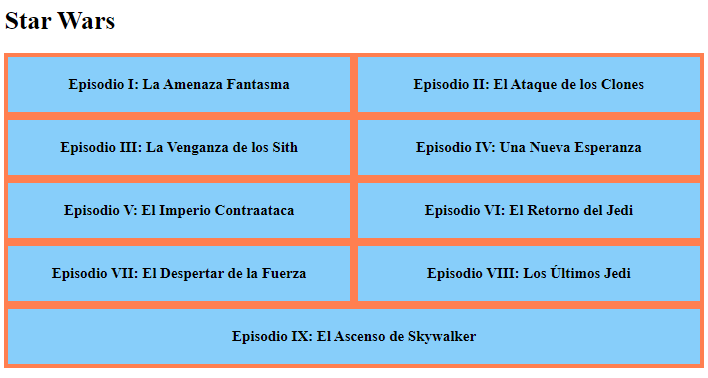 Star Wars
Episodio I: La Amenaza Fantasma
Episodio II: El Ataque de los Clones
Episodio III: La Venganza de los Sith
Episodio IV: Una Nueva Esperanza
Episodio V: El Imperio Contraataca
Episodio VI: El Retorno del Jedi
Episodio VII: El Despertar de la Fuerza
Episodio VIII: Los Últimos Jedi
Episodio IX: El Ascenso de Skywalker